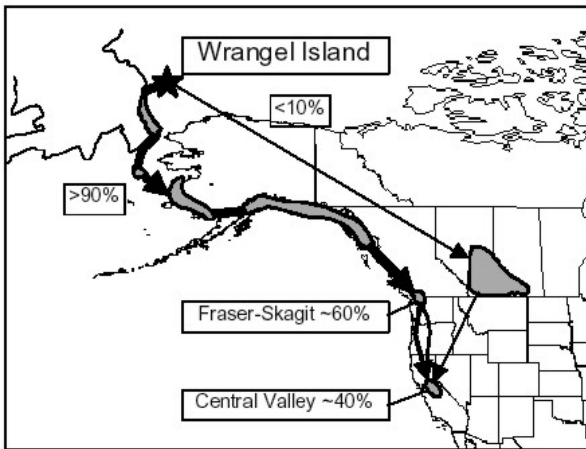 Wrangel Island
<10%
>90%
Fraser-Skagit ~60%
Central Valley ~40%